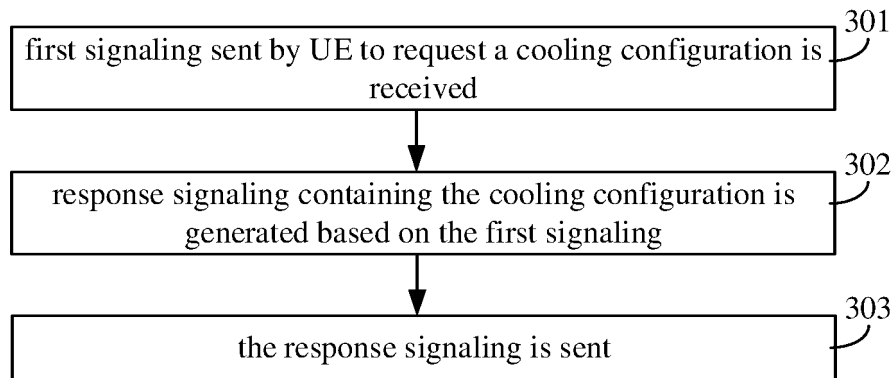 301
first signaling sent by UE to request a cooling configuration is
received
302
response signaling containing the cooling configuration is
generated based on the first signaling
303
the response signaling is sent